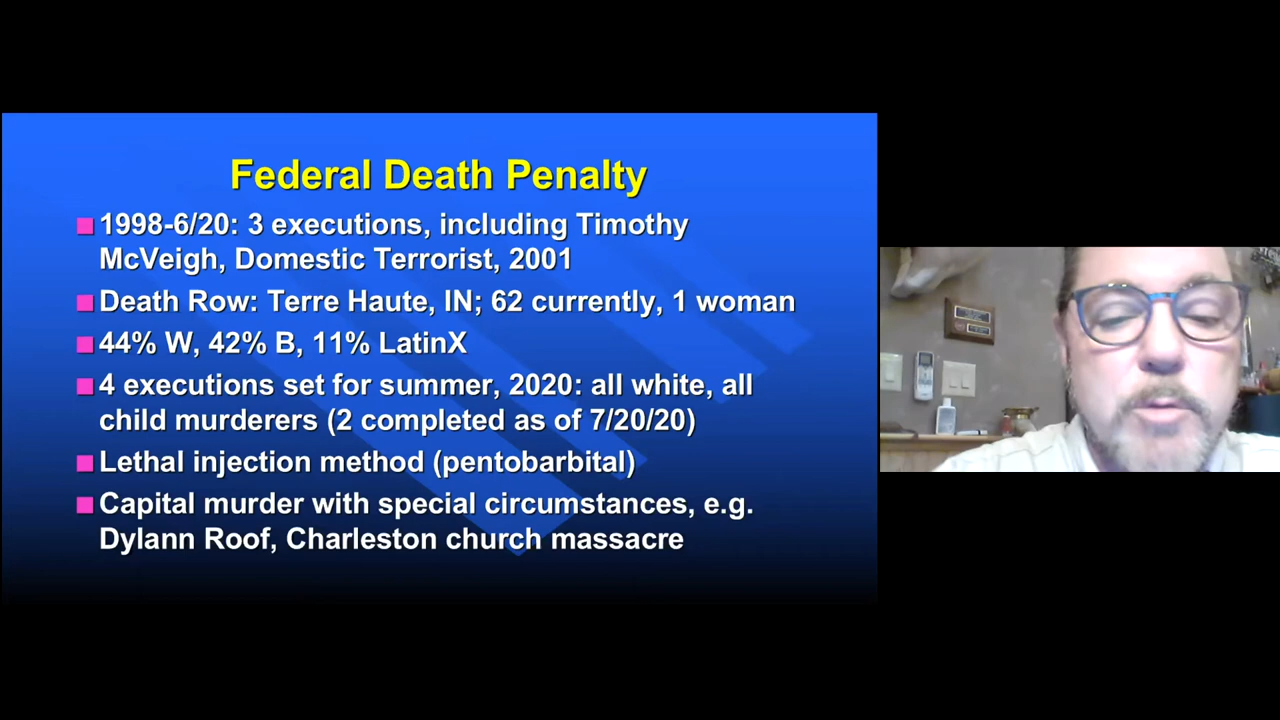 Federal Death Penalty
1998-6/20: 3 executions, including Timothy
McVeigh, Domestic Terrorist, 2001
Death Row: Terre Haute, IN; 62 currently, 1 woman
44% W, 42% B, 11% LatinX
4 executions set for summer, 2020: all white, all
child murderers (2 completed as of 7/20/20)
Lethal injection method (pentobarbital)
Capital murder with special circumstances, e.g.
Dylann Roof, Charleston church massacre